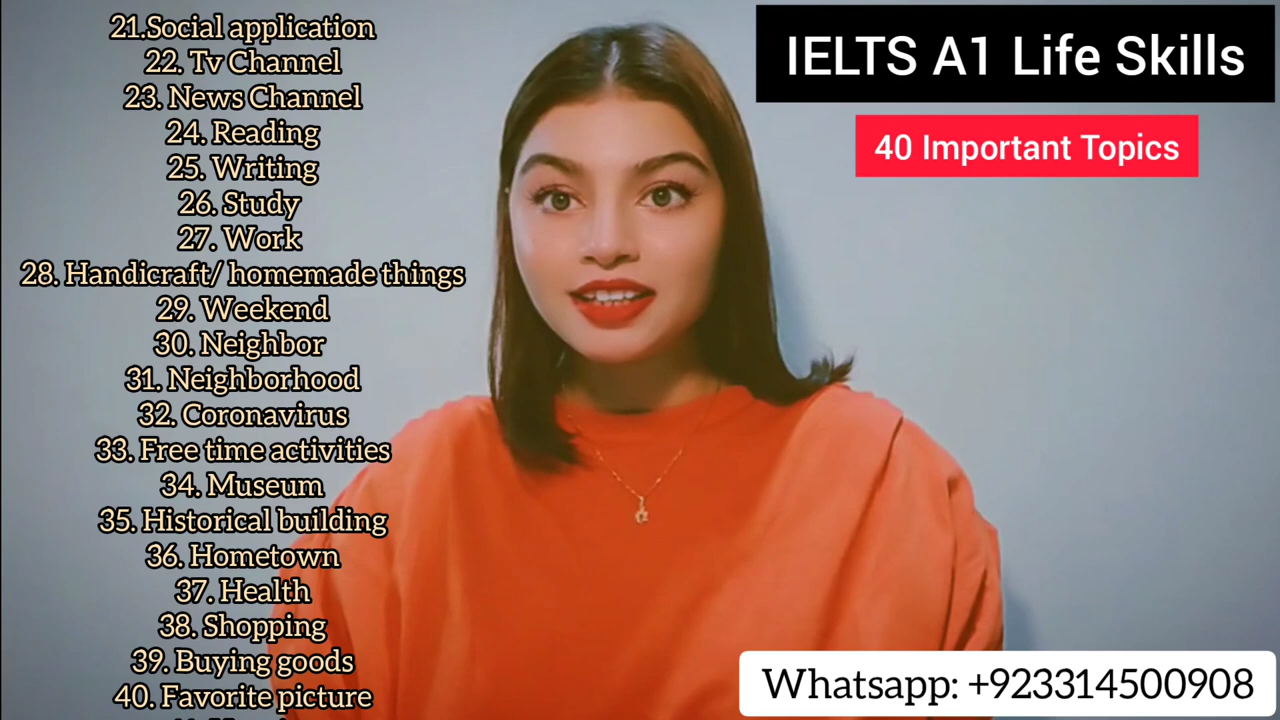 21.Social application
22. Tv Channel
23. News Channel
24. Reading
25. Writing
26. Study
27. Work
28. Handicraft/ homemade things
29. Weekend
30. Neighbor
31. Neighborhood
32. Coronavirus
33. Free time activities
34. Museum
35. Historical building
36. Hometown
37. Health
38. Shopping
39. Buying goods
40. Favorite picture
IELTS A1 Life Skills
40 Important Topics
Whatsapp: +923314500908